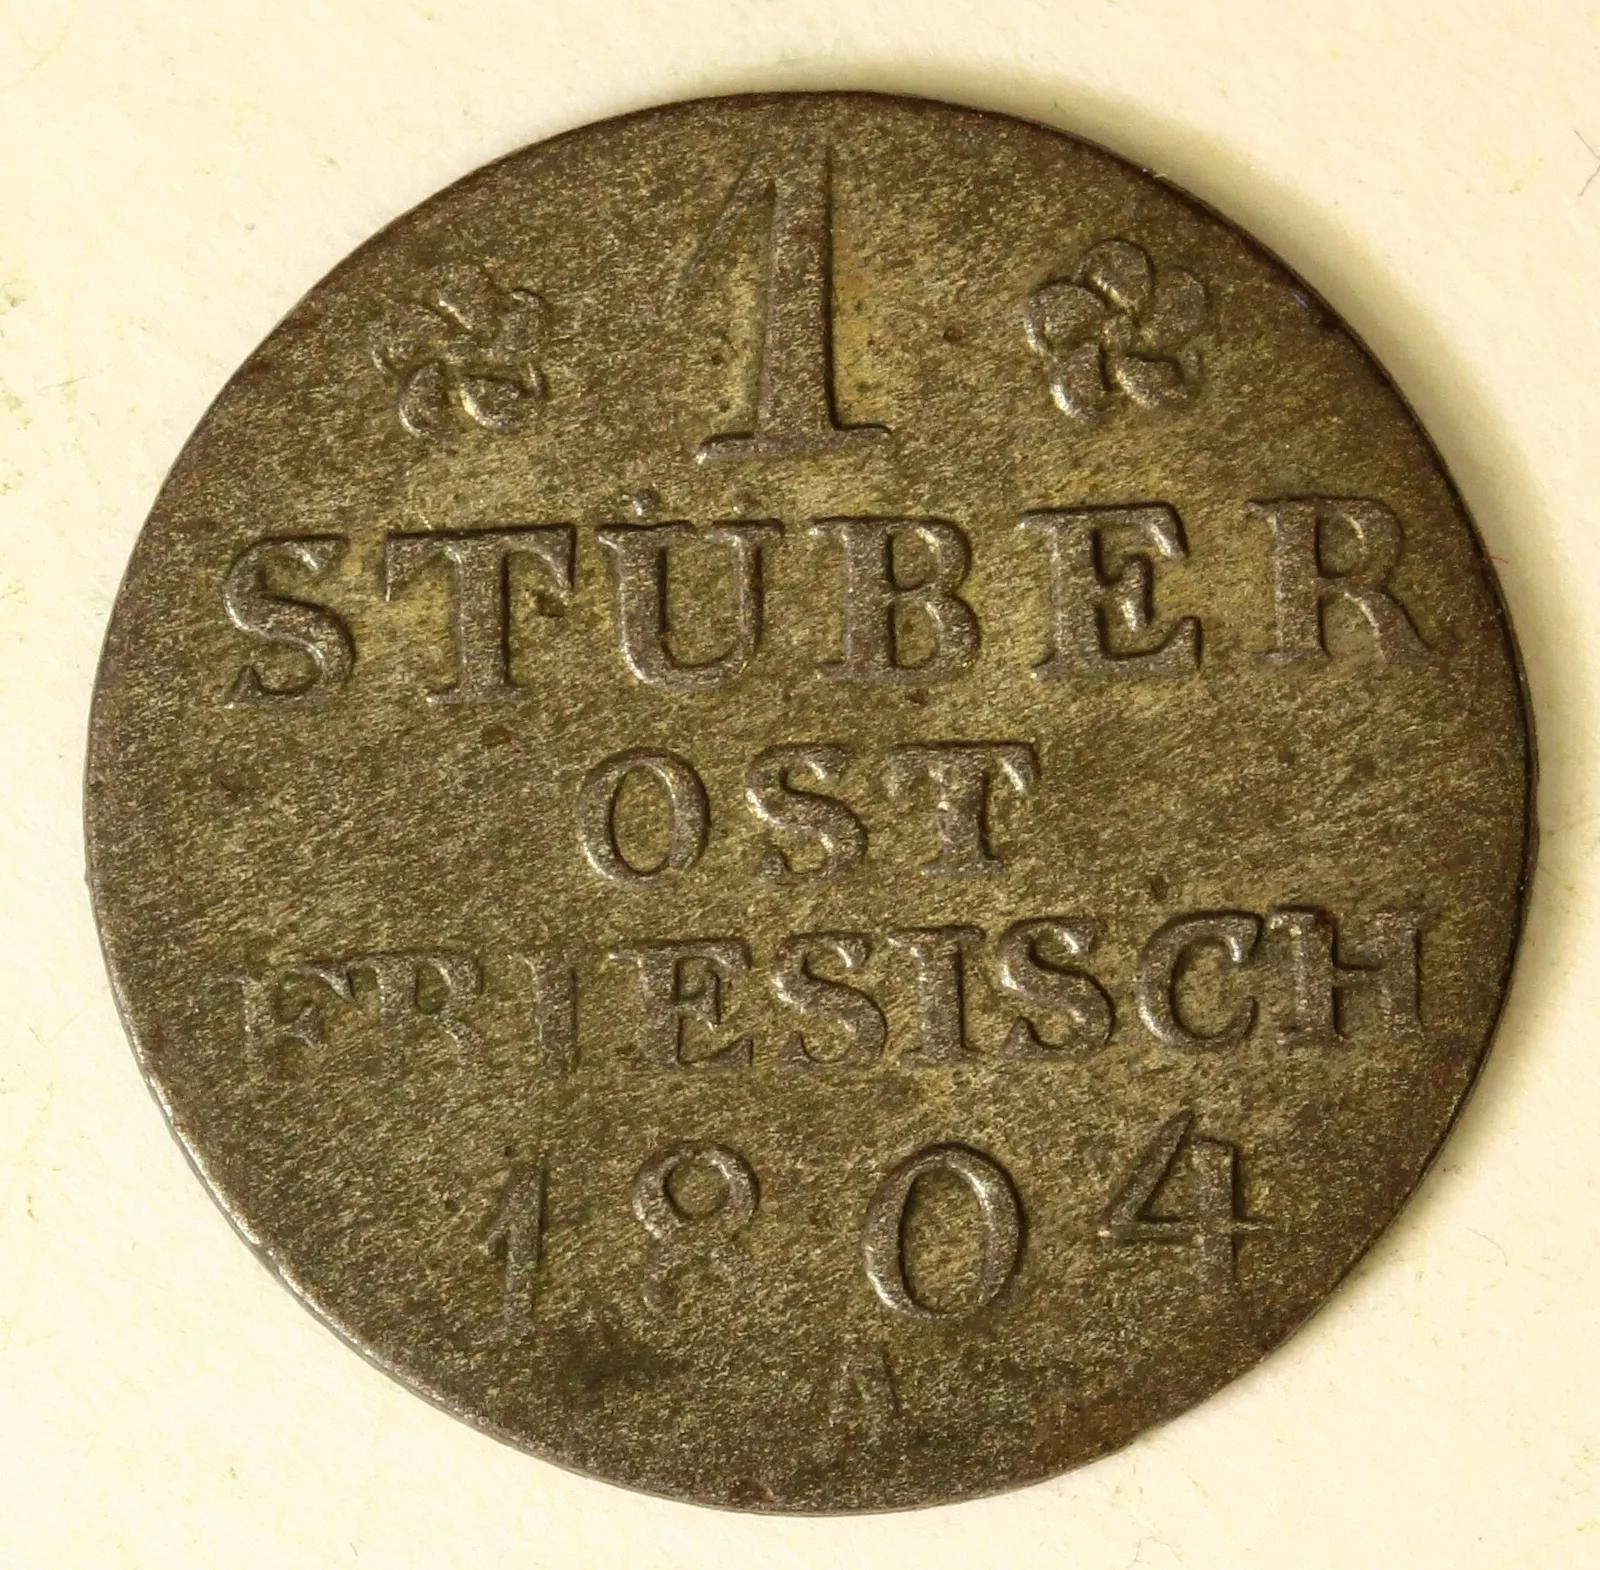 1
STÜBER
OST
FRIESISCH
1804
A